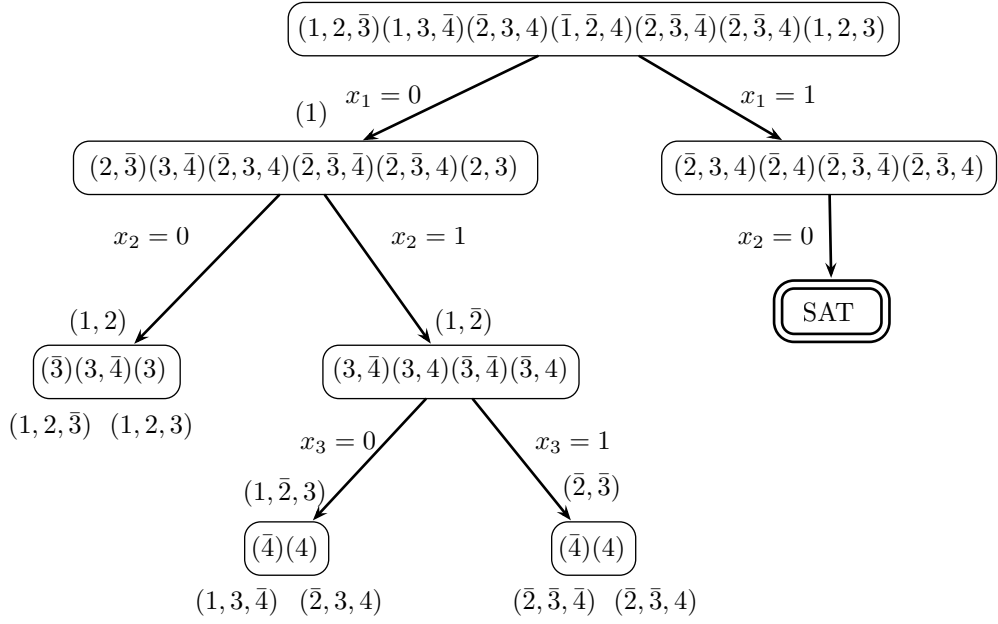 (1, 2, 3̄)(1, 3, 4̄)(2̄, 3, 4)(1̄, 2̄, 4)(2̄, 3̄, 4̄)(2̄, 3̄, 4)(1, 2, 3)
x₁ = 0
x₁ = 1
(1)
(2, 3̄)(3, 4̄)(2̄, 3, 4)(2̄, 3̄, 4̄)(2̄, 3̄, 4)(2, 3)
(2̄, 3, 4)(2̄, 4)(2̄, 3̄, 4̄)(2̄, 3̄, 4)
x₂ = 0
x₂ = 1
x₂ = 0
SAT
(1, 2)
(1, 2̄)
(3̄)(3, 4̄)(3)
(3, 4̄)(3, 4)(3̄, 4̄)(3̄, 4)
(1, 2, 3̄) (1, 2, 3)
x₃ = 0
x₃ = 1
(1, 2̄, 3)
(2̄, 3̄)
(4̄)(4)
(4̄)(4)
(1, 3, 4̄) (2̄, 3, 4)
(2̄, 3̄, 4̄) (2̄, 3̄, 4)